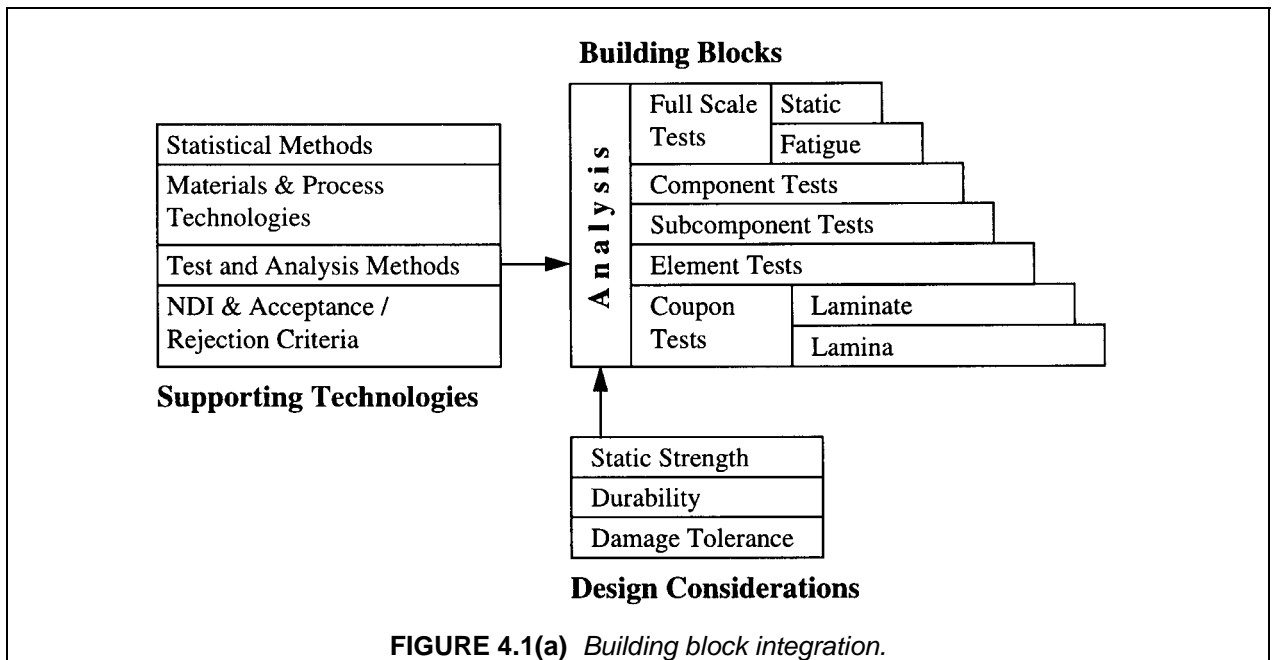 Building Blocks
Statistical Methods
Materials & Process
Technologies
Test and Analysis Methods
NDI & Acceptance /
Rejection Criteria
Supporting Technologies
Analysis
Full Scale
Tests
Static
Fatigue
Component Tests
Subcomponent Tests
Element Tests
Coupon
Tests
Laminate
Lamina
Static Strength
Durability
Damage Tolerance
Design Considerations
FIGURE 4.1(a) Building block integration.